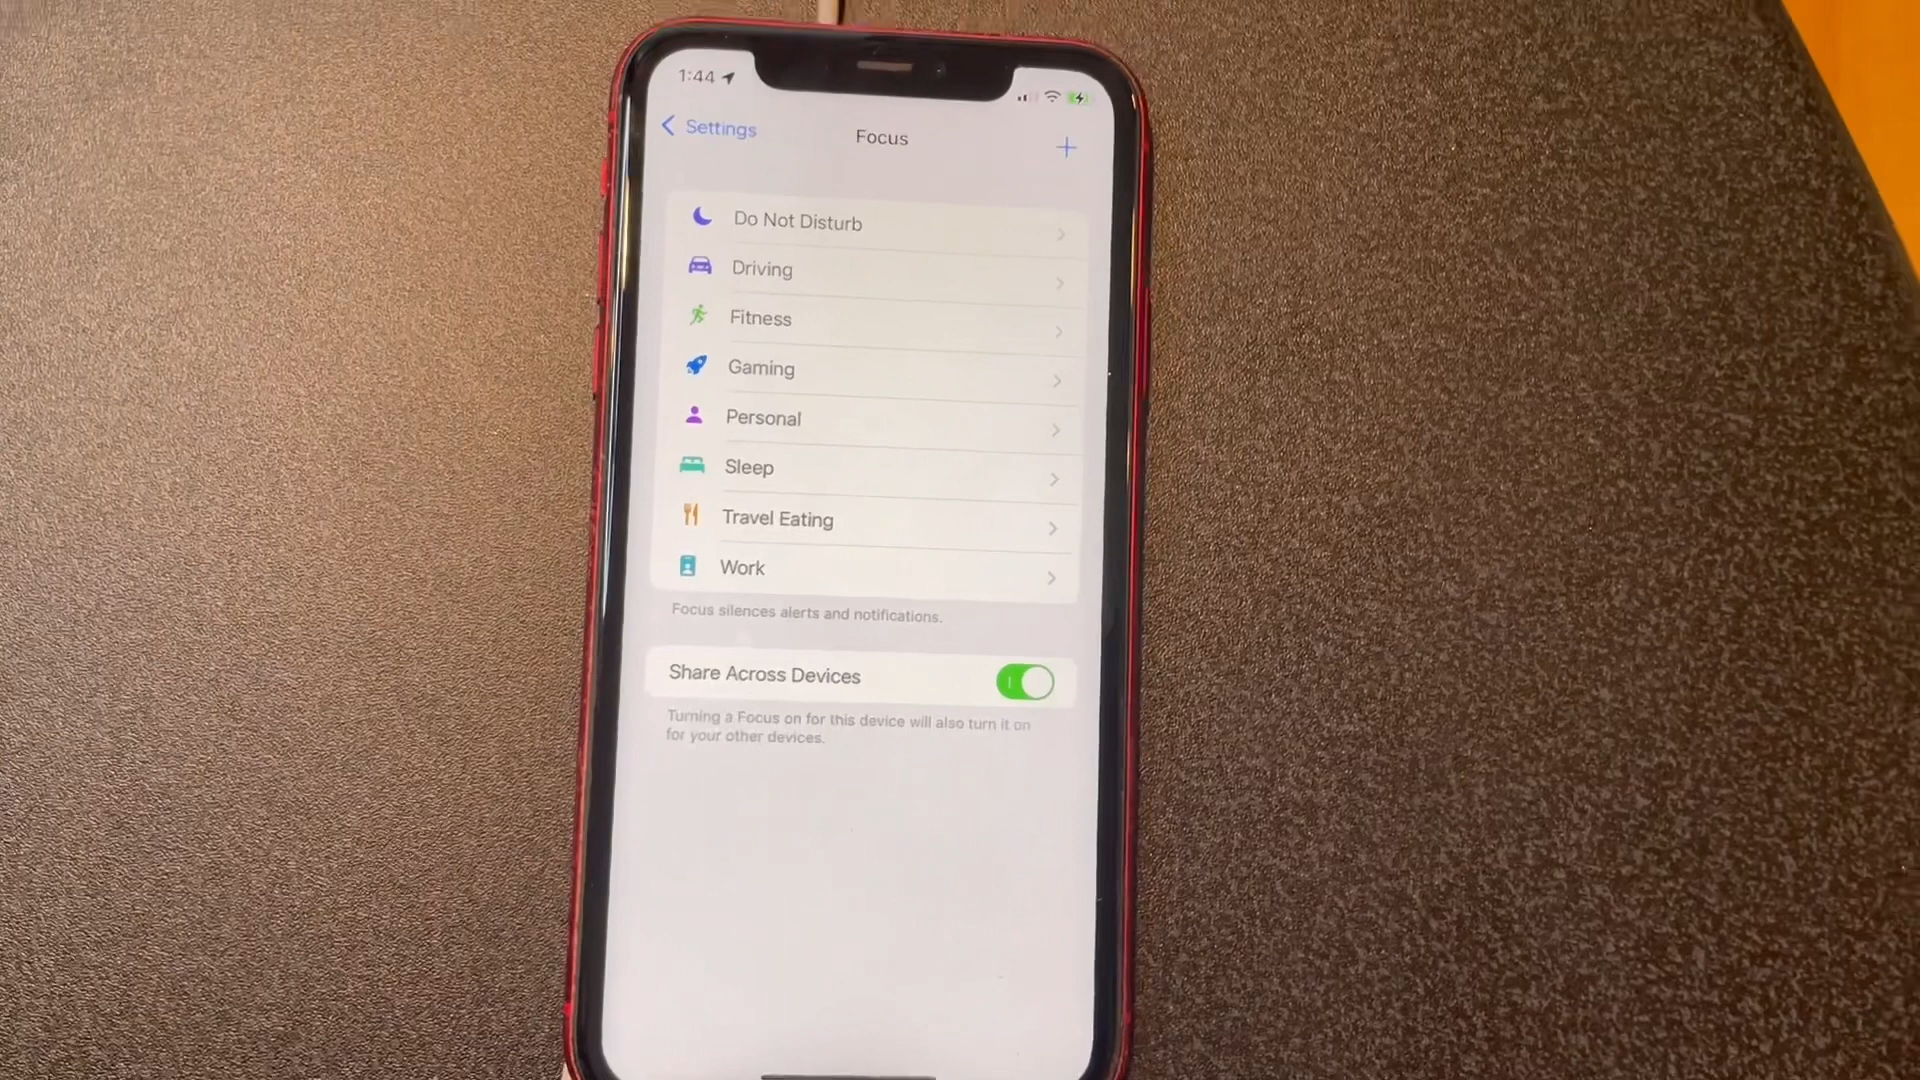 1:44
Settings
Focus
Do Not Disturb
Driving
Fitness
Gaming
Personal
Sleep
Travel Eating
Work
Focus silences alerts and notifications.
Share Across Devices
Turning a Focus on for this device will also turn it on
for your other devices.